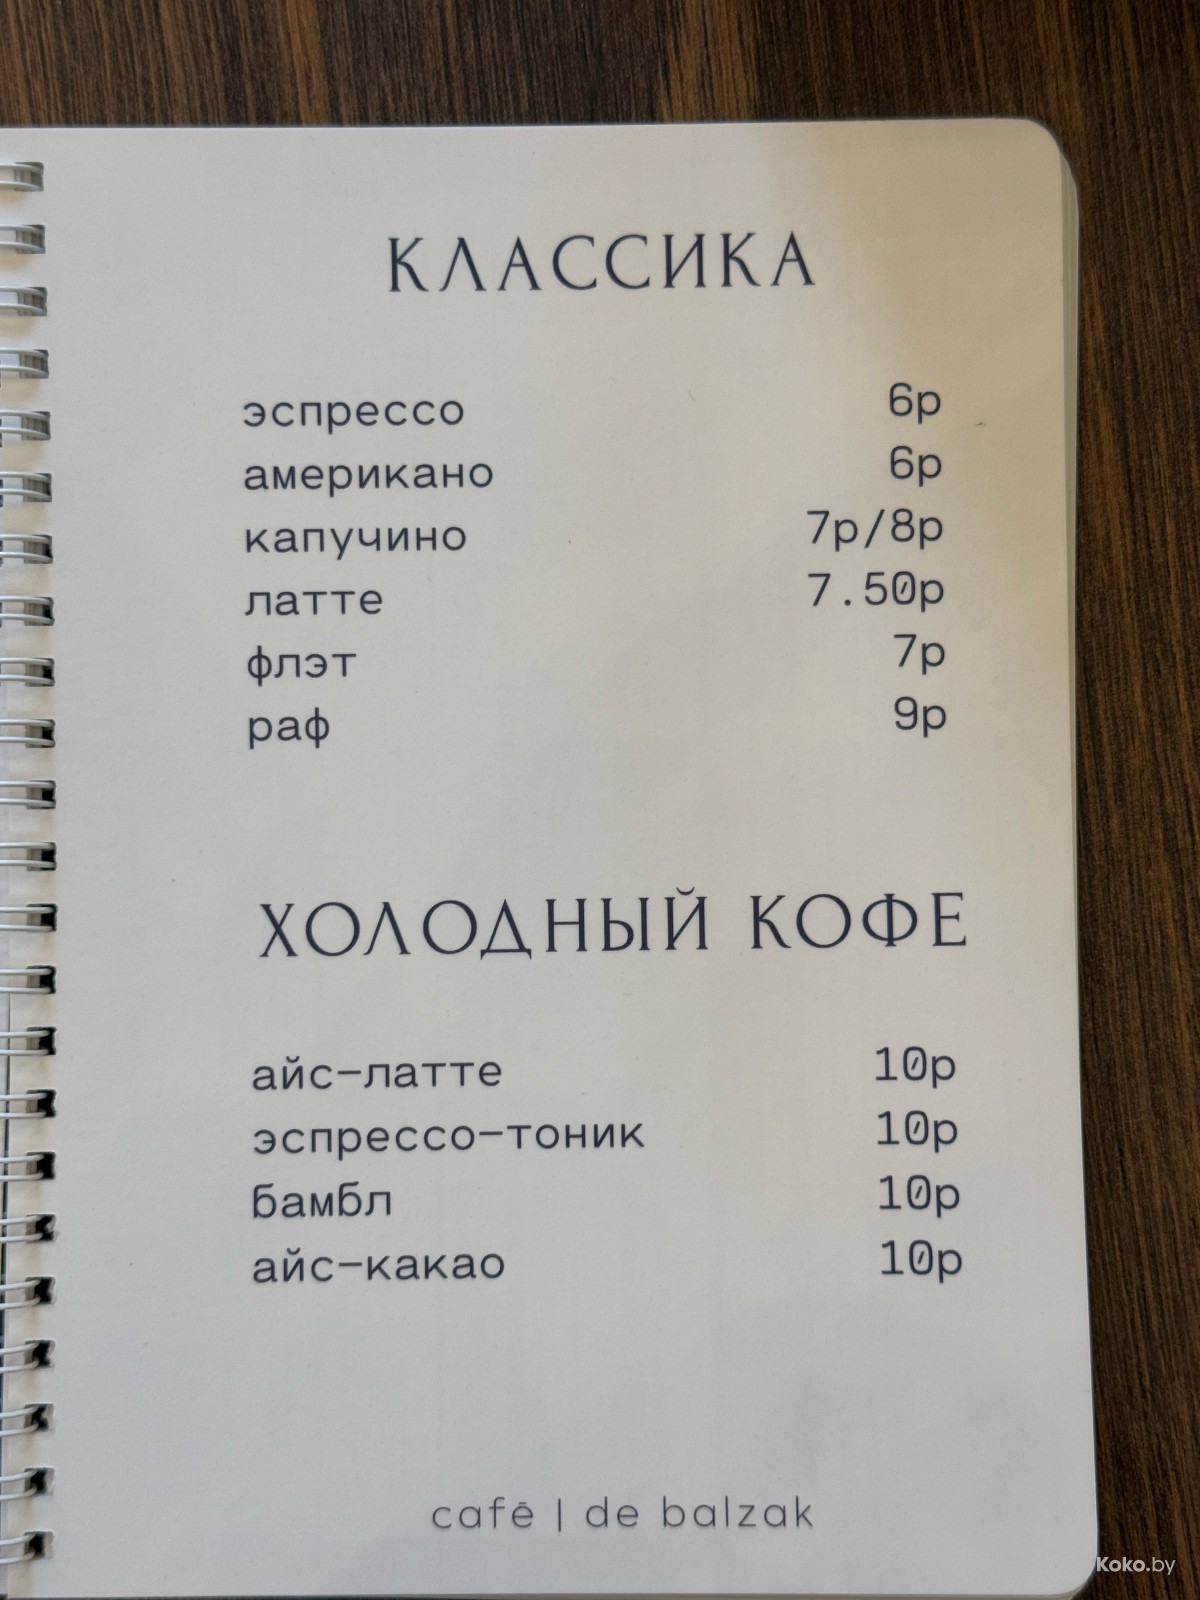 КЛАССИКА
эспрессо 6р
американо 6р
капучино 7р/8р
латте 7.50р
флэт 7р
раф 9р
ХОЛОДНЫЙ КОФЕ
айс-латте 10р
эспрессо-тоник 10р
бамбл 10р
айс-какао 10р
cafē | de balzak
Koko.by